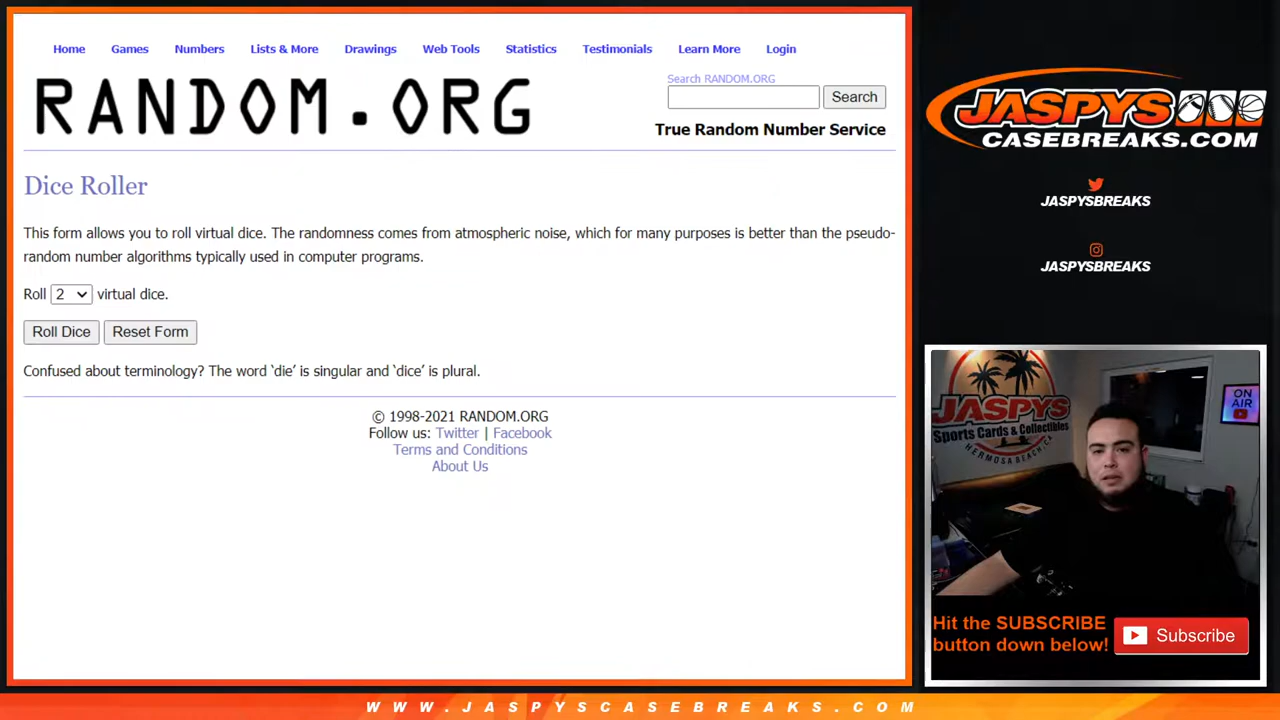 Home Games Numbers Lists & More Drawings Web Tools Statistics Testimonials Learn More Login
RANDOM.ORG
Search RANDOM.ORG
Search
True Random Number Service
Dice Roller
This form allows you to roll virtual dice. The randomness comes from atmospheric noise, which for many purposes is better than the pseudo-
random number algorithms typically used in computer programs.
Roll 2 virtual dice.
Roll Dice Reset Form
Confused about terminology? The word ‘die’ is singular and ‘dice’ is plural.
© 1998-2021 RANDOM.ORG
Follow us: Twitter | Facebook
Terms and Conditions
About Us
JASPYS
CASEBREAKS.COM
JASPYSBREAKS
JASPYSBREAKS
JASPYS
Sports Cards & Collectibles
HERMOSA BEACH, CA
ON
AIR
Hit the SUBSCRIBE
button down below!
Subscribe
WWW.JASPYSCASEBREAKS.COM